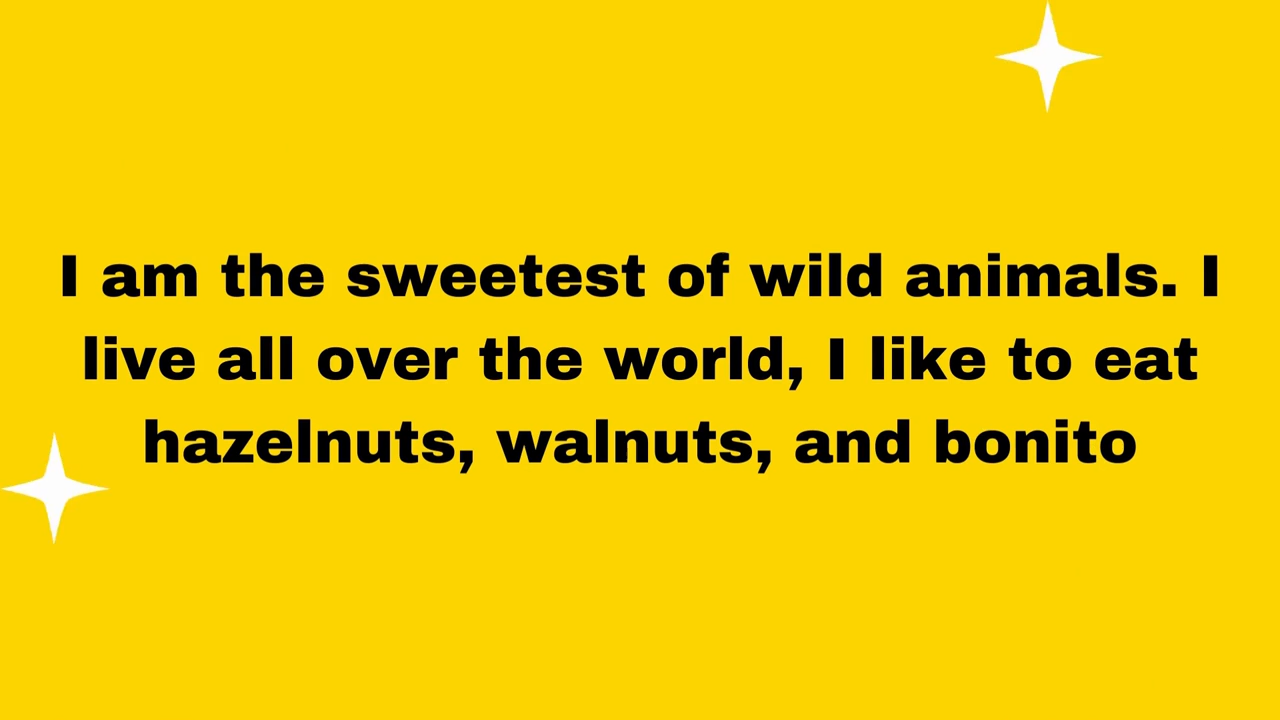 I am the sweetest of wild animals. I
live all over the world, I like to eat
hazelnuts, walnuts, and bonito